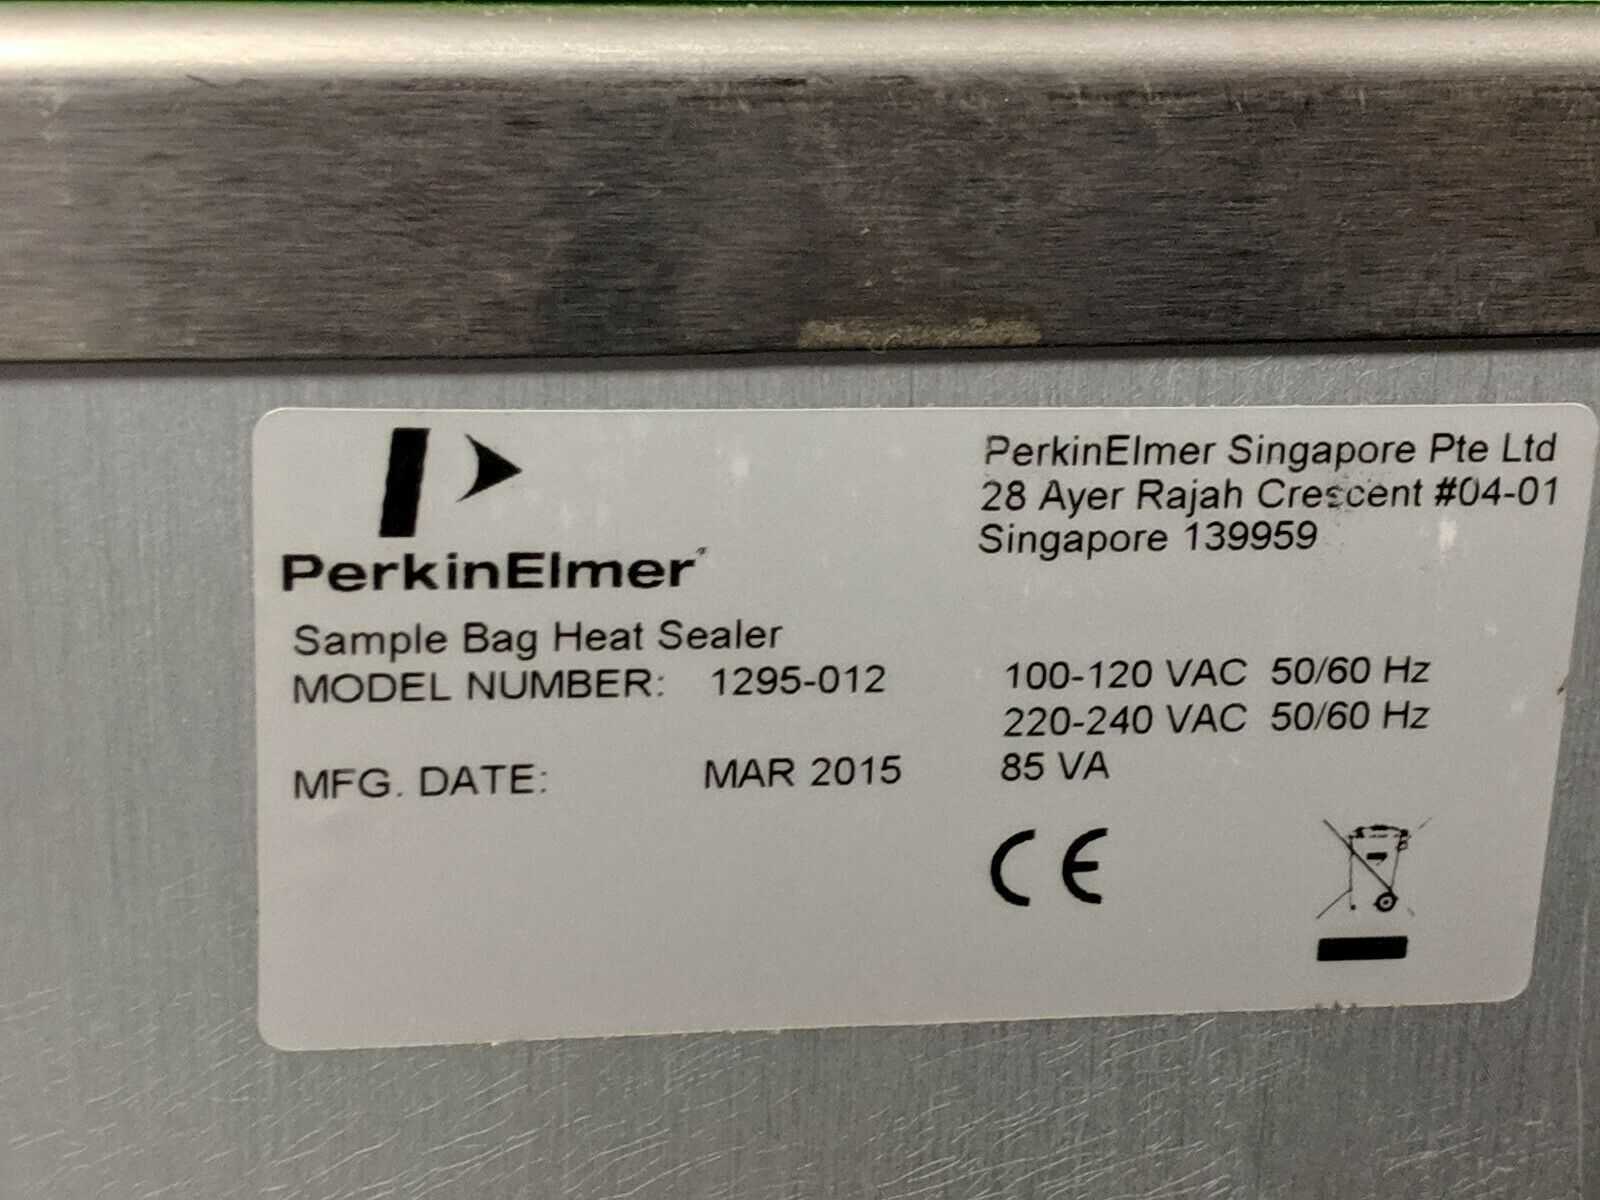 PerkinElmer
Sample Bag Heat Sealer
MODEL NUMBER: 1295-012
MFG. DATE: MAR 2015
PerkinElmer Singapore Pte Ltd
28 Ayer Rajah Crescent #04-01
Singapore 139959
100-120 VAC 50/60 Hz
220-240 VAC 50/60 Hz
85 VA
CE